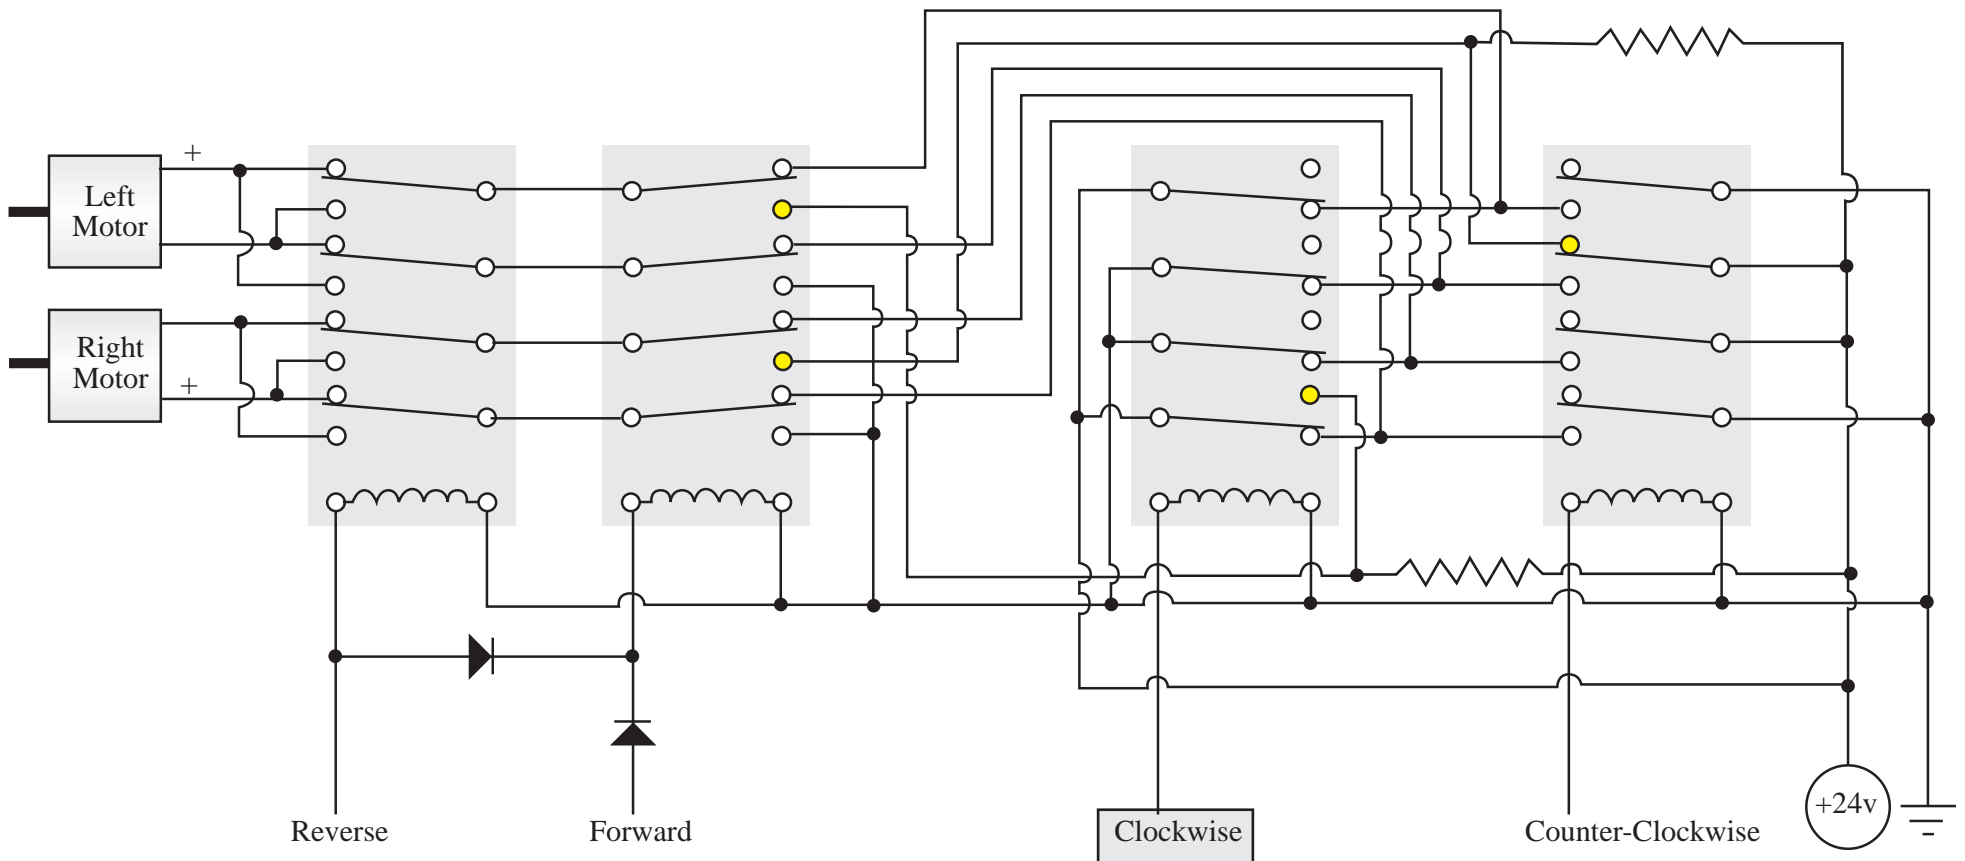 +
Left
Motor
Right
Motor
+
Reverse
Forward
Clockwise
Counter-Clockwise
+24v